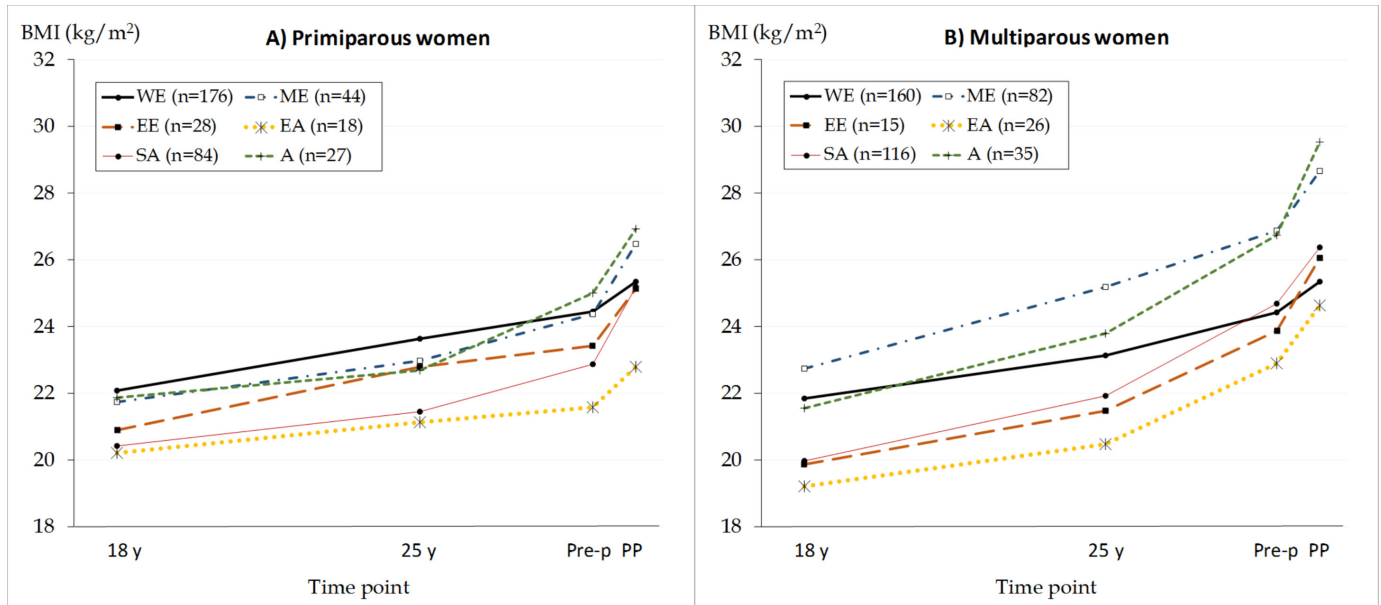 BMI (kg/m²)
A) Primiparous women
32
30
28
26
24
22
20
18
WE (n=176) ME (n=44)
EE (n=28) EA (n=18)
SA (n=84) A (n=27)
18 y 25 y Pre-p PP
Time point
BMI (kg/m²)
B) Multiparous women
32
30
28
26
24
22
20
18
WE (n=160) ME (n=82)
EE (n=15) EA (n=26)
SA (n=116) A (n=35)
18 y 25 y Pre-p PP
Time point